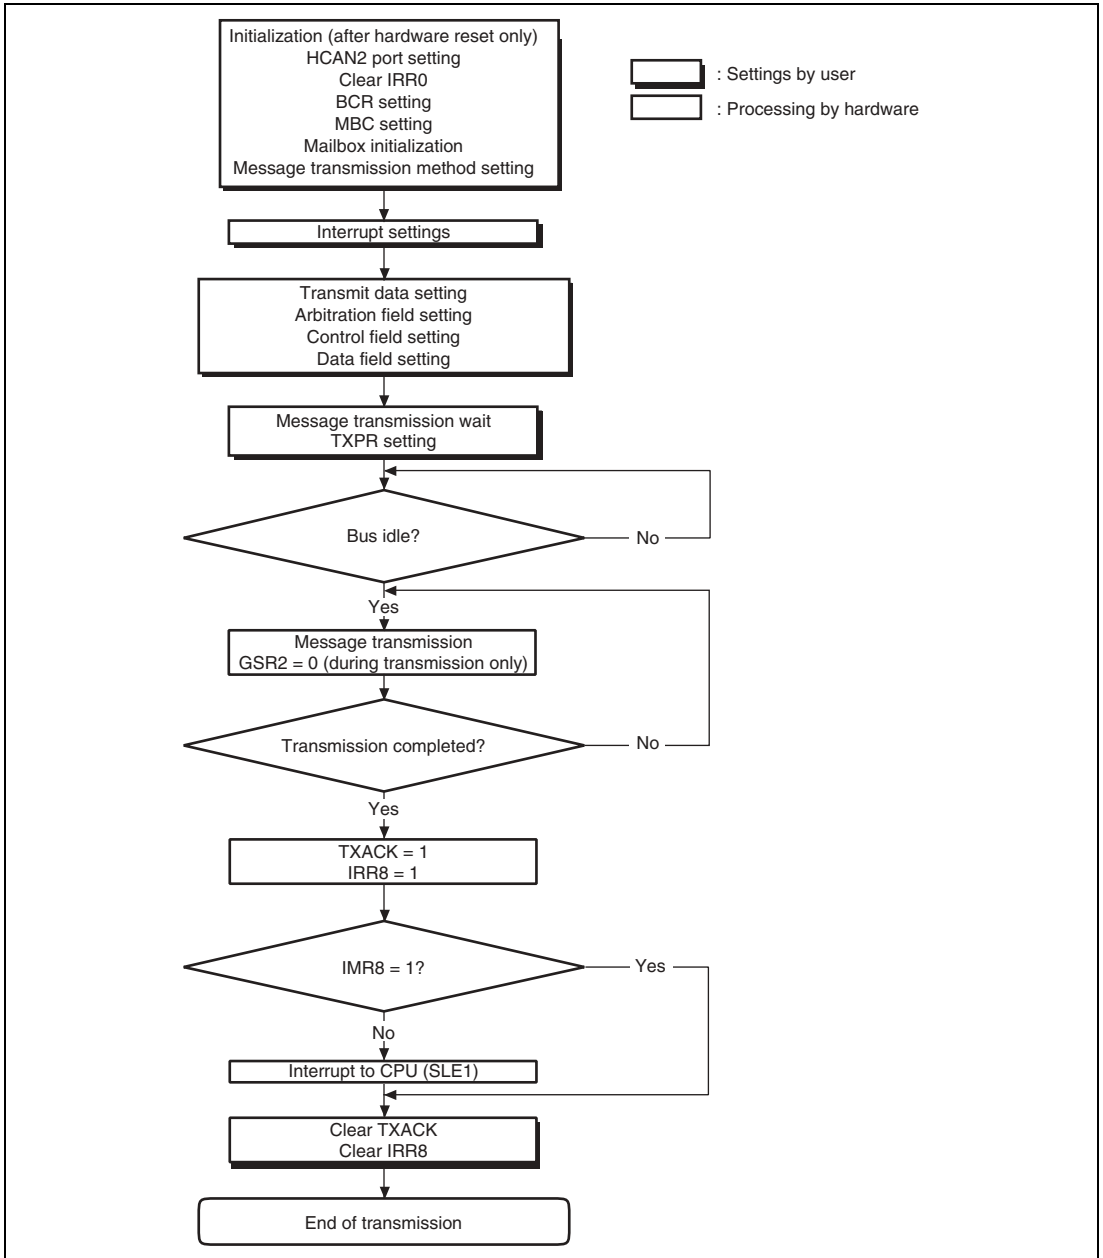 Initialization (after hardware reset only)
HCAN2 port setting
Clear IRR0
BCR setting
MBC setting
Mailbox initialization
Message transmission method setting
: Settings by user
: Processing by hardware
Interrupt settings
Transmit data setting
Arbitration field setting
Control field setting
Data field setting
Message transmission wait
TXPR setting
Bus idle?
No
Yes
Message transmission
GSR2 = 0 (during transmission only)
Transmission completed?
No
Yes
TXACK = 1
IRR8 = 1
IMR8 = 1?
Yes
No
Interrupt to CPU (SLE1)
Clear TXACK
Clear IRR8
End of transmission